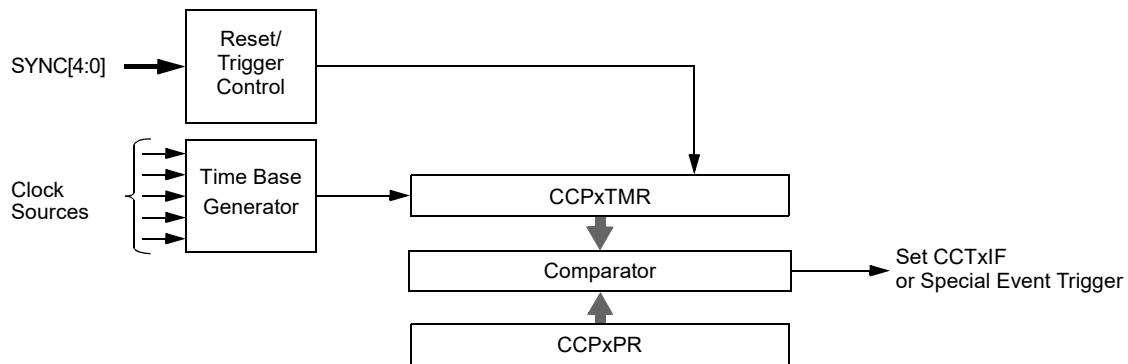 Reset/
Trigger
Control
SYNC[4:0]
Time Base
Generator
Clock
Sources
CCPxTMR
Comparator
Set CCTxIF
or Special Event Trigger
CCPxPR